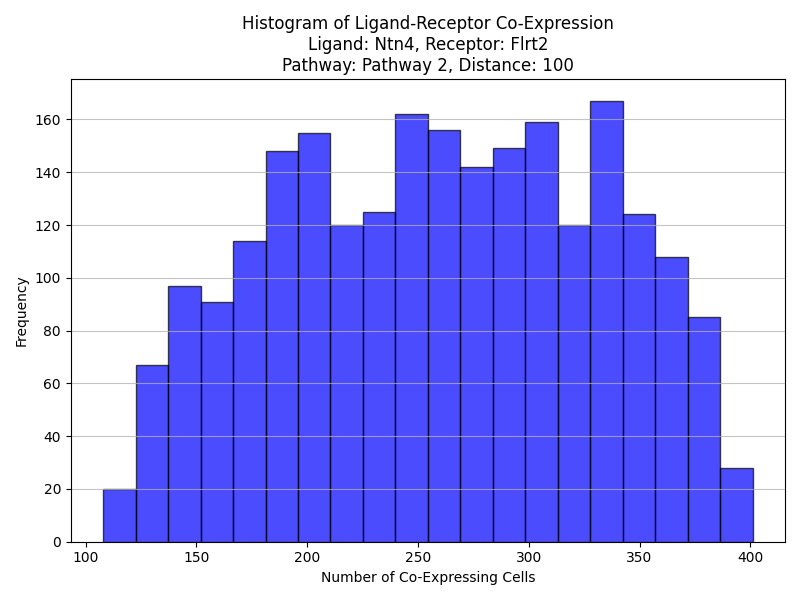 Histogram of Ligand-Receptor Co-Expression
Ligand: Ntn4, Receptor: Flrt2
Pathway: Pathway 2, Distance: 100
Frequency
160
140
120
100
80
60
40
20
0
100 150 200 250 300 350 400
Number of Co-Expressing Cells